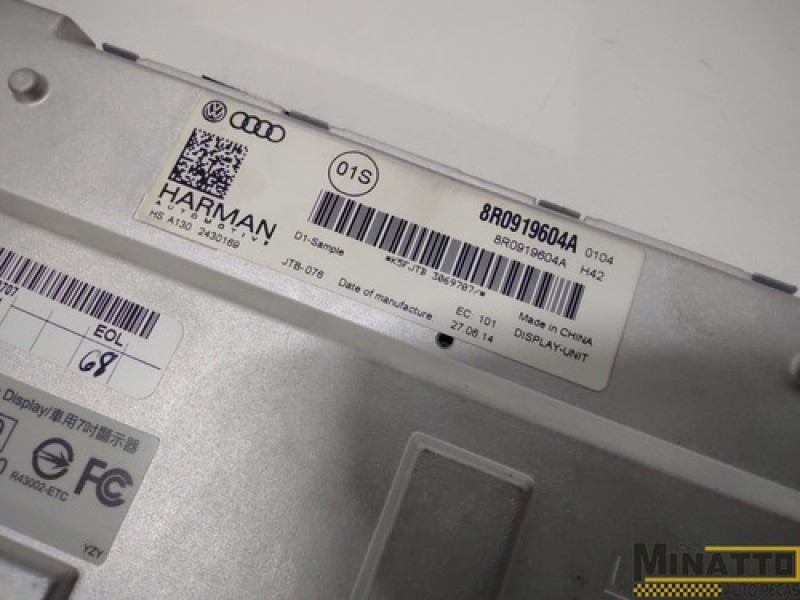 01S
HARMAN
AUTOMOTIVE
HS A130 2430169
8R0919604A 0104
8R0919604A H42
D1-Sample
*K5FJTB 3069707/*
JTB-076
Date of manufacture
EC 101
27.06.14
Made in CHINA
DISPLAY-UNIT
EOL
68
Display/車用7吋顯示器
R43002-ETC
FC
YZY
MINATTO
AUTO PEÇAS